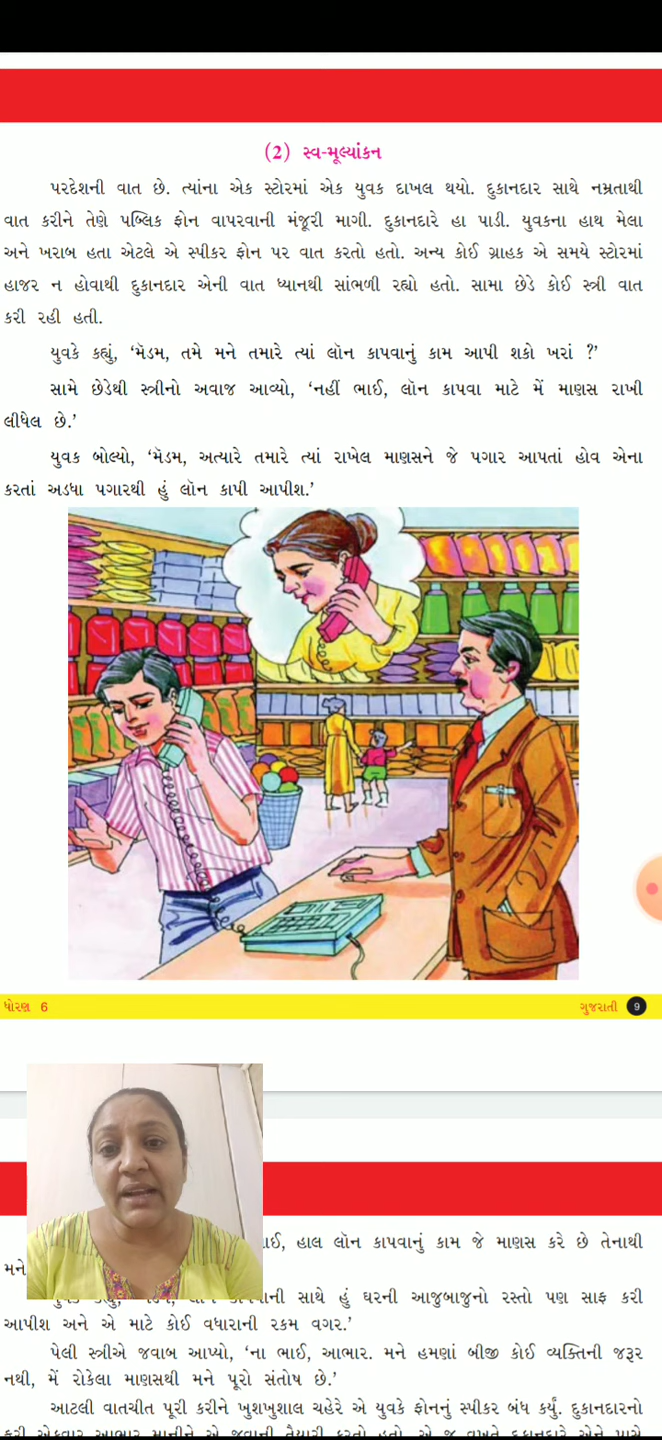 (2) સ્વ-મૂલ્યાંકન
પરદેશની વાત છે. ત્યાંના એક સ્ટોરમાં એક યુવક દાખલ થયો. દુકાનદાર સાથે નમ્રતાથી
વાત કરીને તેણે પબ્લિક ફોન વાપરવાની મંજૂરી માગી. દુકાનદારે હા પાડી. યુવકના હાથ મેલા
અને ખરાબ હતા એટલે એ સ્પીકર ફોન પર વાત કરતો હતો. અન્ય કોઈ ગ્રાહક એ સમયે સ્ટોરમાં
હાજર ન હોવાથી દુકાનદાર એની વાત ધ્યાનથી સાંભળી રહ્યો હતો. સામા છેડે કોઈ સ્ત્રી વાત
કરી રહી હતી.
યુવકે કહ્યું, ‘મૅડમ, તમે મને તમારે ત્યાં લૉન કાપવાનું કામ આપી શકો ખરાં ?’
સામે છેડેથી સ્ત્રીનો અવાજ આવ્યો, ‘નહીં ભાઈ, લૉન કાપવા માટે મેં માણસ રાખી
લીધેલ છે.’
યુવક બોલ્યો, ‘મૅડમ, અત્યારે તમારે ત્યાં રાખેલ માણસને જે પગાર આપતાં હોવ એના
કરતાં અડધા પગારથી હું લૉન કાપી આપીશ.’
ધોરણ 6
ગુજરાતી 9
ાઈ, હાલ લૉન કાપવાનું કામ જે માણસ કરે છે તેનાથી
મને
સાથે હું ઘરની આજુબાજુનો રસ્તો પણ સાફ કરી
આપીશ અને એ માટે કોઈ વધારાની રકમ વગર.’
પેલી સ્ત્રીએ જવાબ આપ્યો, ‘ના ભાઈ, આભાર. મને હમણાં બીજી કોઈ વ્યક્તિની જરૂર
નથી, મેં રોકેલા માણસથી મને પૂરો સંતોષ છે.’
આટલી વાતચીત પૂરી કરીને ખુશખુશાલ ચહેરે એ યુવકે ફોનનું સ્પીકર બંધ કર્યું. દુકાનદારનો